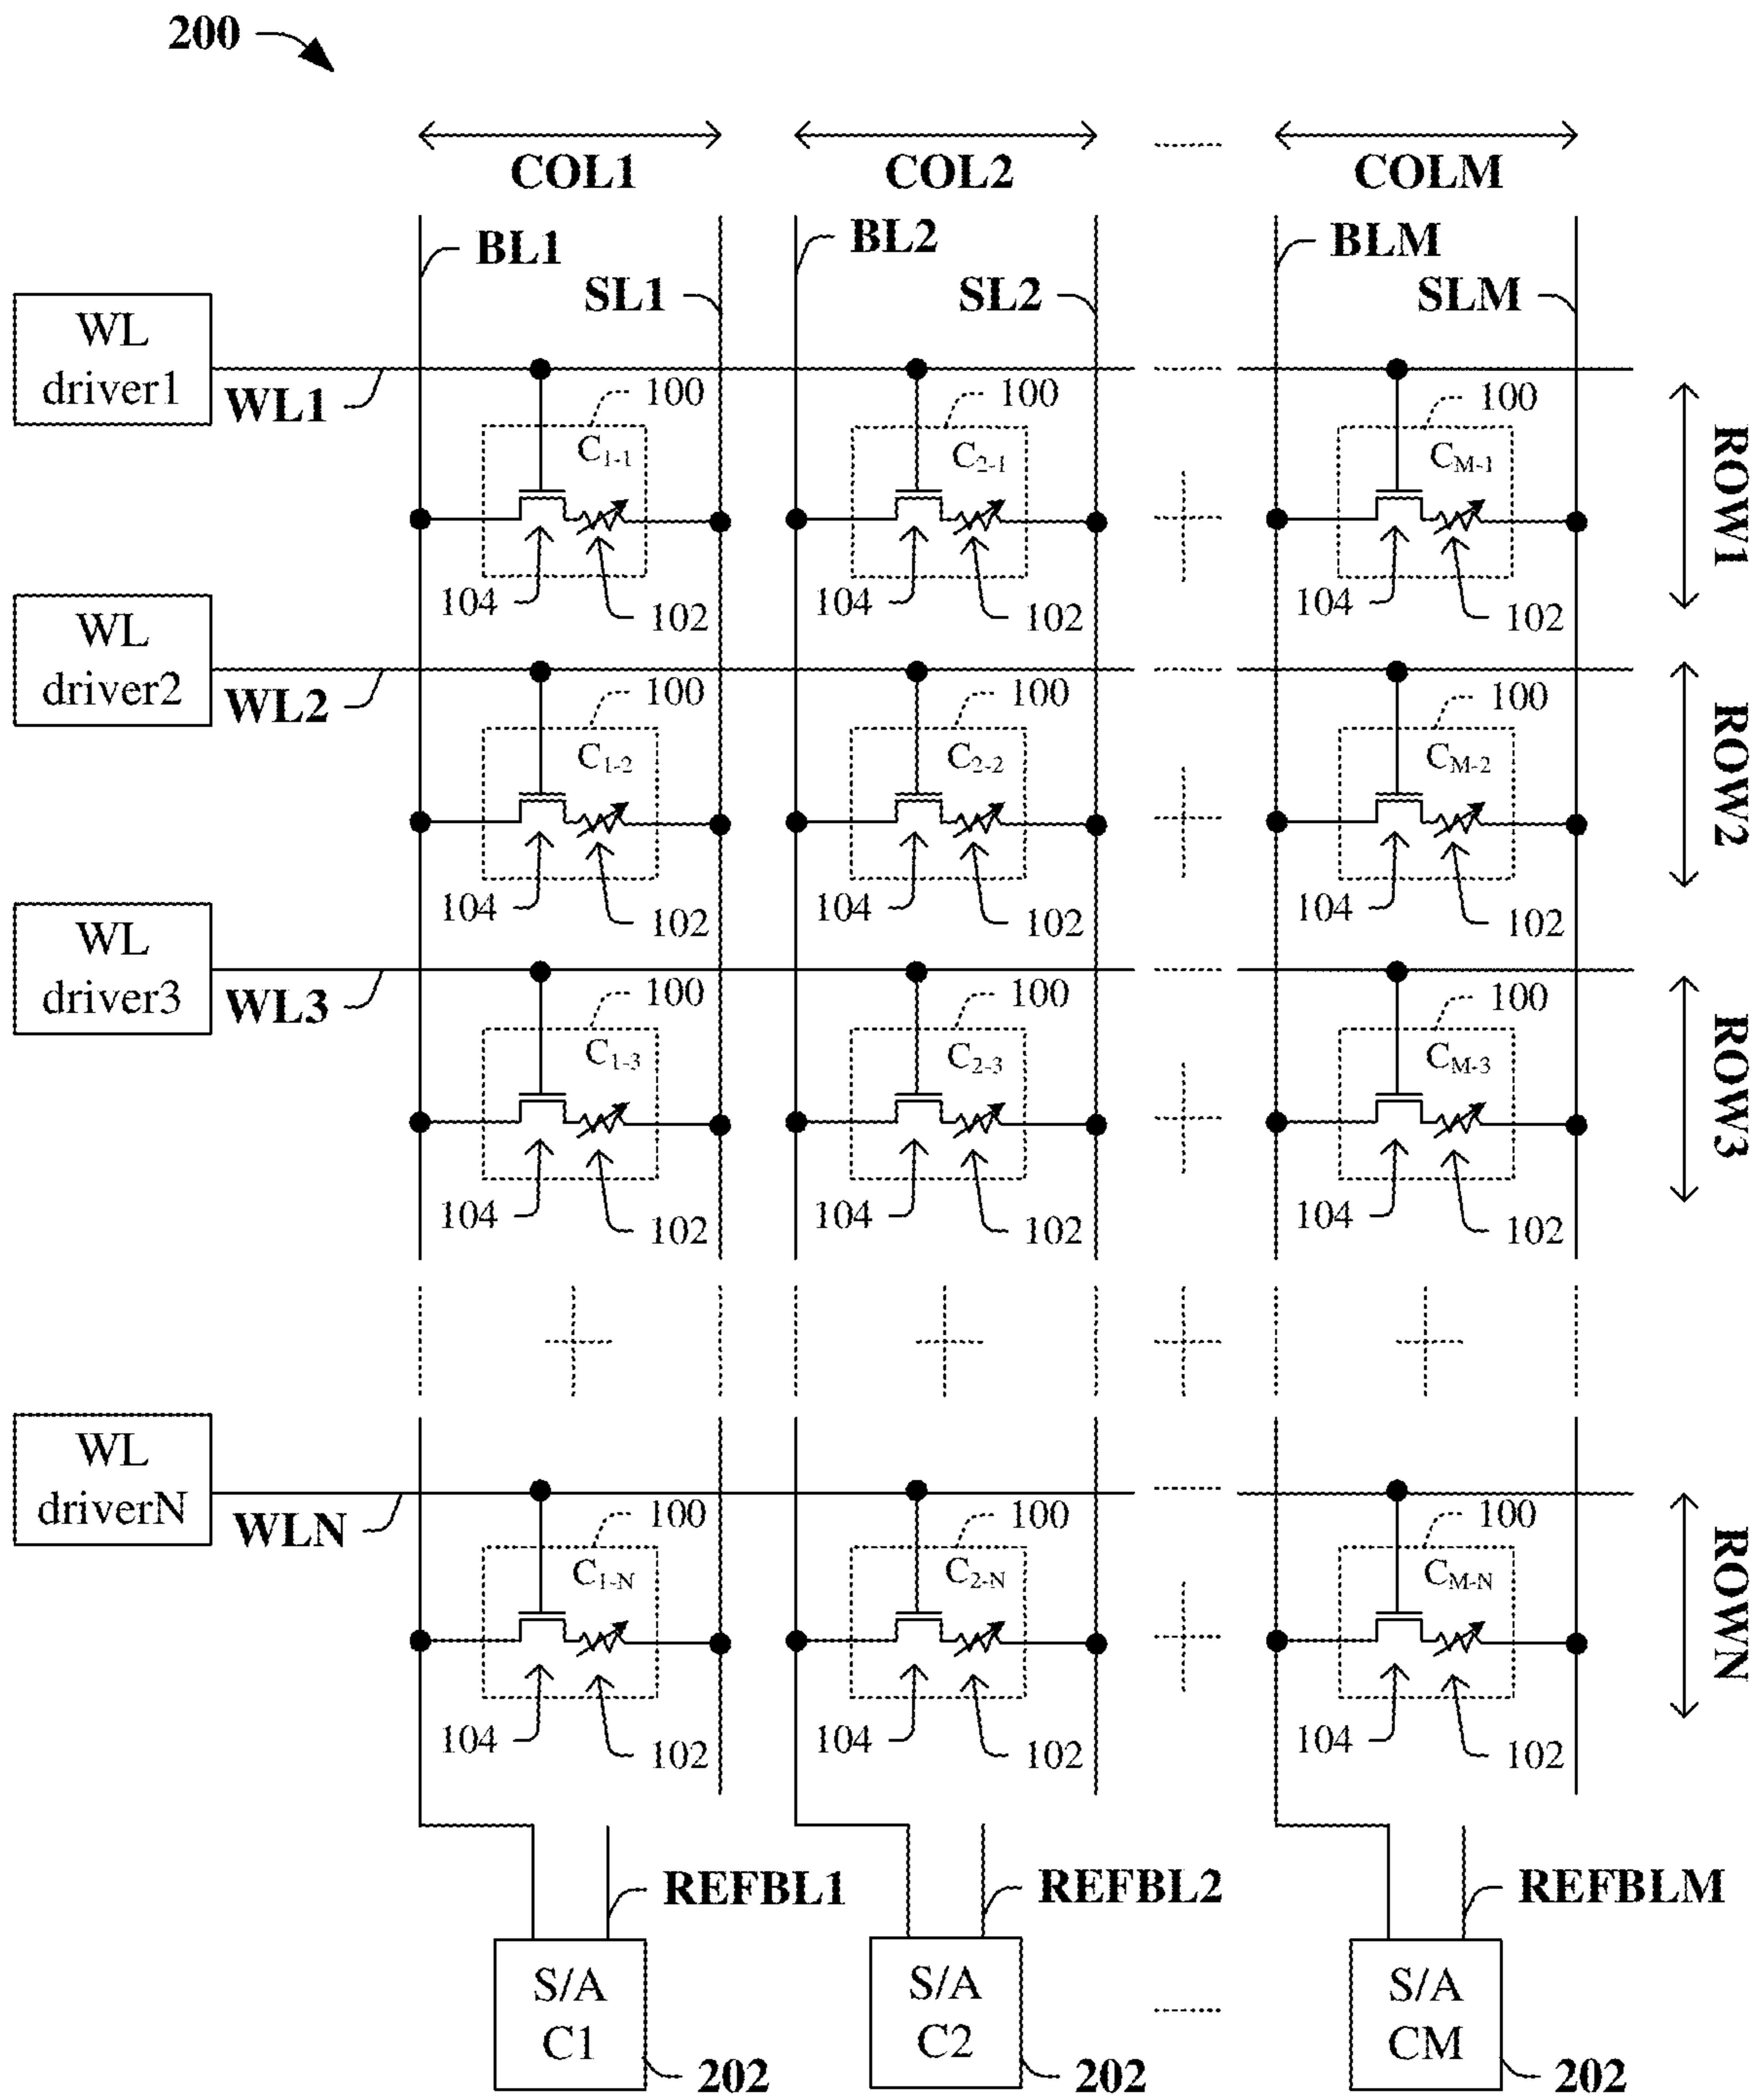 200
COL1 COL2 COLM
BL1 BL2 BLM
SL1 SL2 SLM
WL
driver1
WL1
100 100 100
C1-1 C2-1 CM-1
ROW1
104 102 104 102 104 102
WL
driver2
WL2
100 100 100
C1-2 C2-2 CM-2
ROW2
104 102 104 102 104 102
WL
driver3
WL3
100 100 100
C1-3 C2-3 CM-3
ROW3
104 102 104 102 104 102
WL
driverN
WLN
100 100 100
C1-N C2-N CM-N
ROWN
104 102 104 102 104 102
REFBL1 REFBL2 REFBLM
S/A S/A S/A
C1 C2 CM
202 202 202